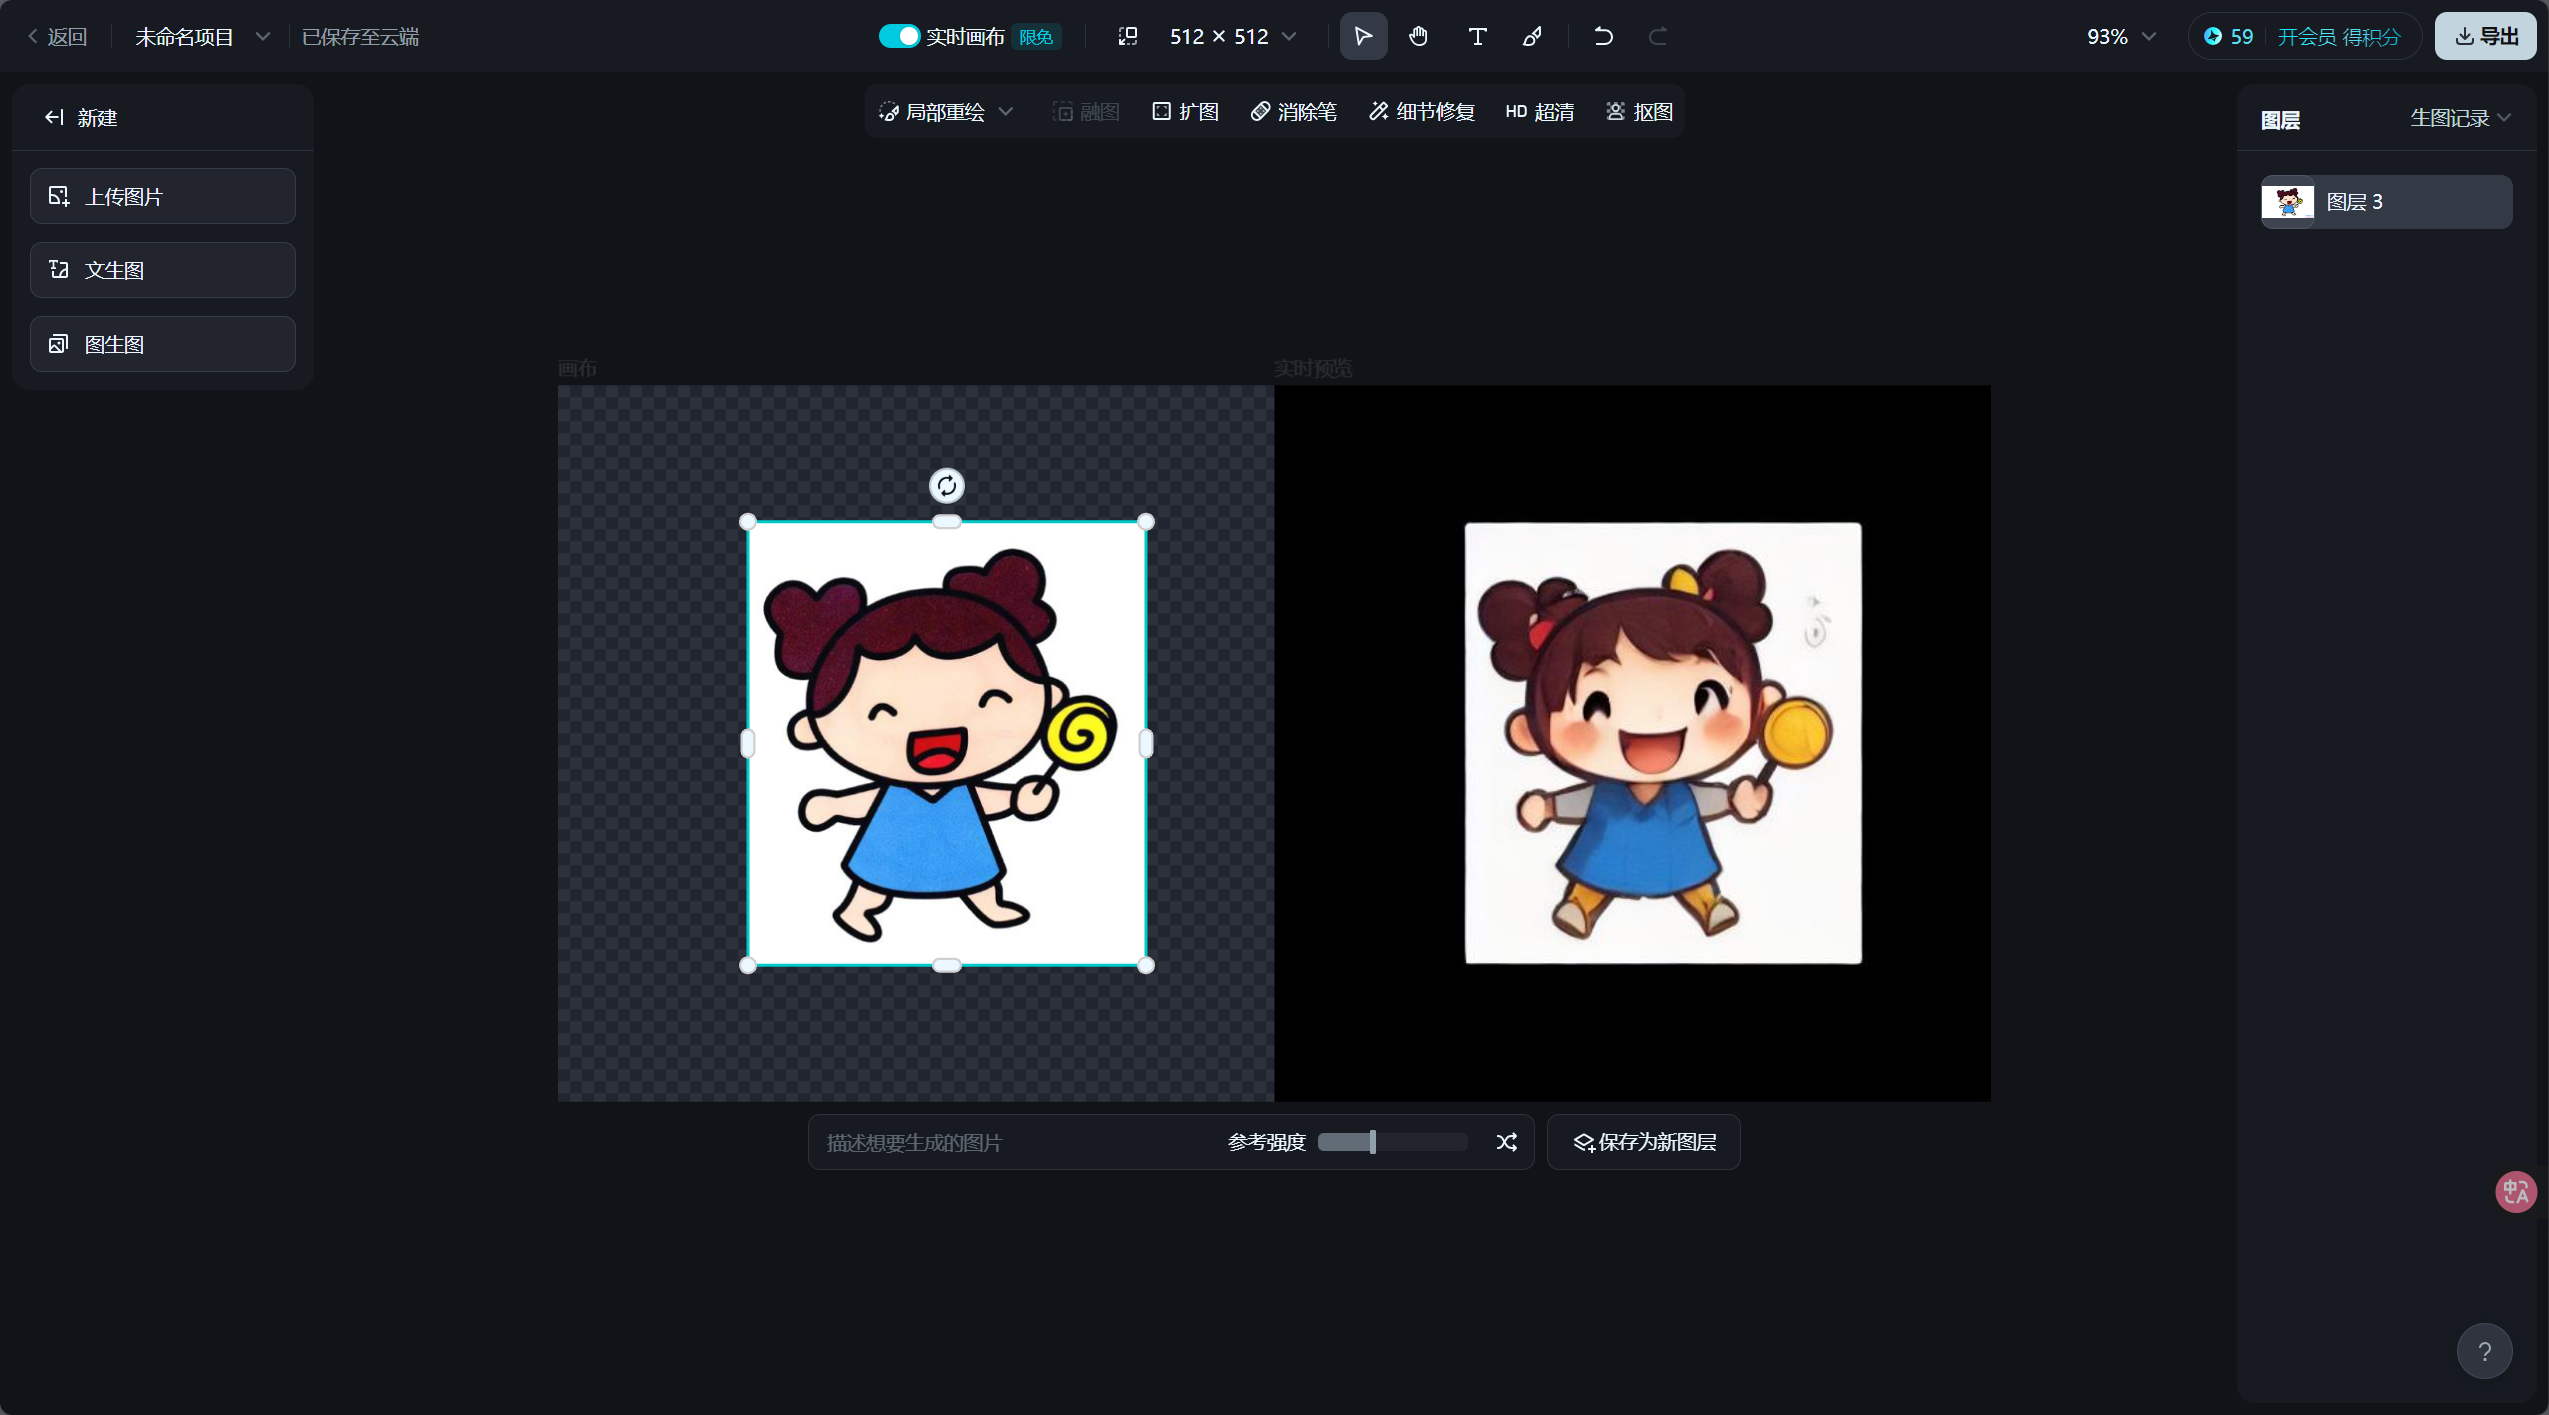 返回
未命名项目
已保存至云端
实时画布
限免
512 × 512
93%
59
开会员 得积分
导出
新建
上传图片
文生图
图生图
局部重绘
融图
扩图
消除笔
细节修复
HD 超清
抠图
图层
生图记录
图层 3
画布
实时预览
描述想要生成的图片
参考强度
保存为新图层
中A
?